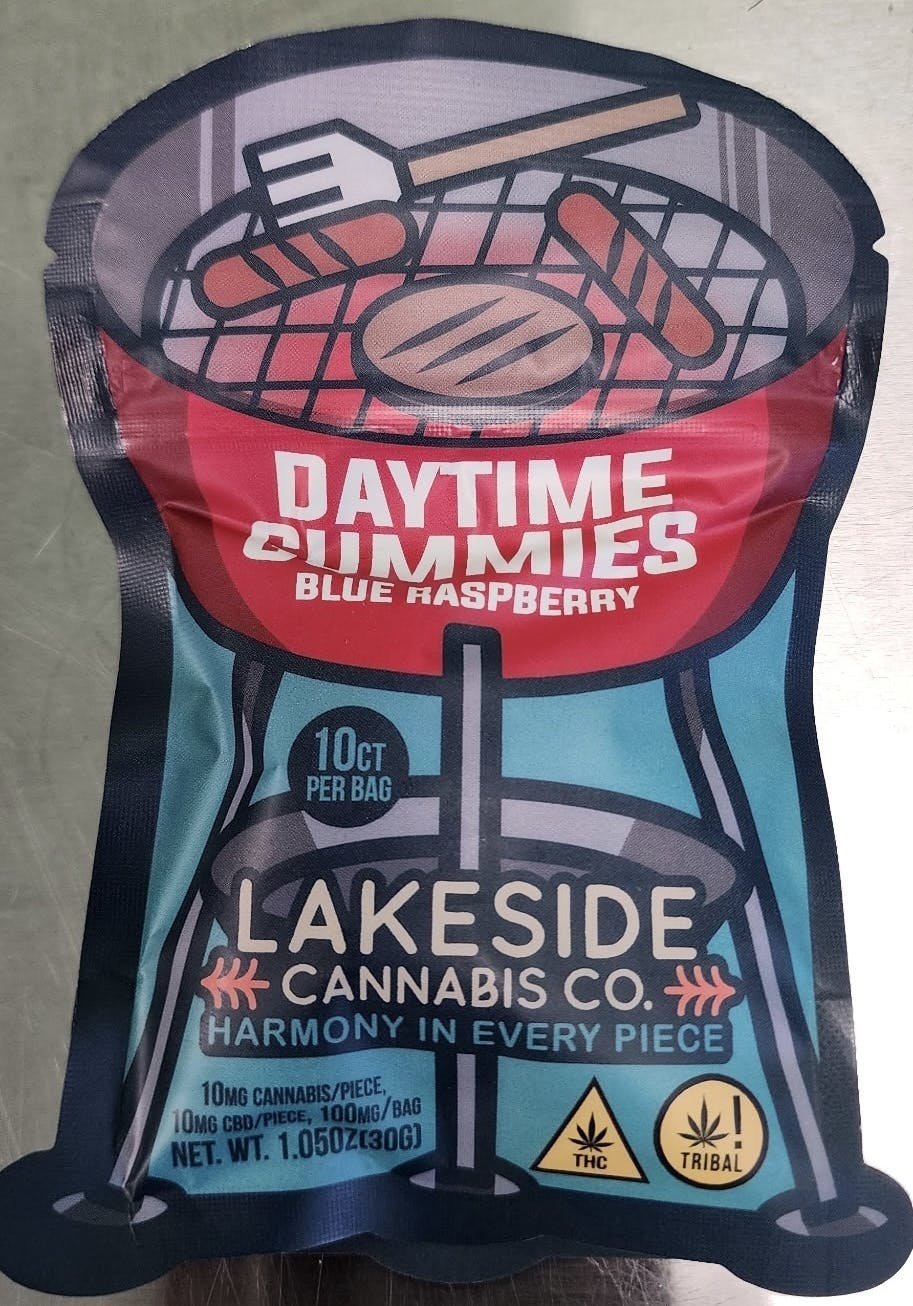 DAYTIME
GUMMIES
BLUE RASPBERRY
10CT
PER BAG
LAKESIDE
CANNABIS CO.
HARMONY IN EVERY PIECE
10MG CANNABIS/PIECE,
10MG CBD/PIECE, 100MG/BAG
NET. WT. 1.05OZ(30G)
THC
!
TRIBAL